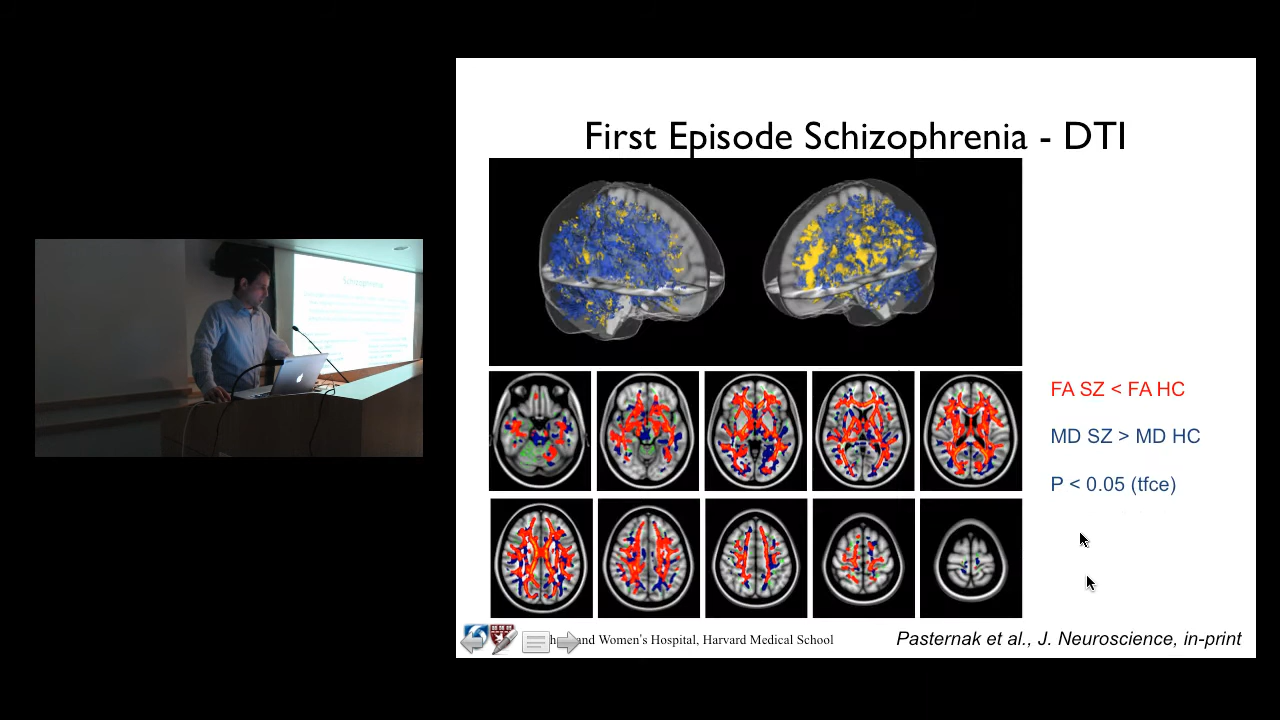 First Episode Schizophrenia - DTI
FA SZ < FA HC
MD SZ > MD HC
P < 0.05 (tfce)
and Women's Hospital, Harvard Medical School
Pasternak et al., J. Neuroscience, in-print
Schizophrenia